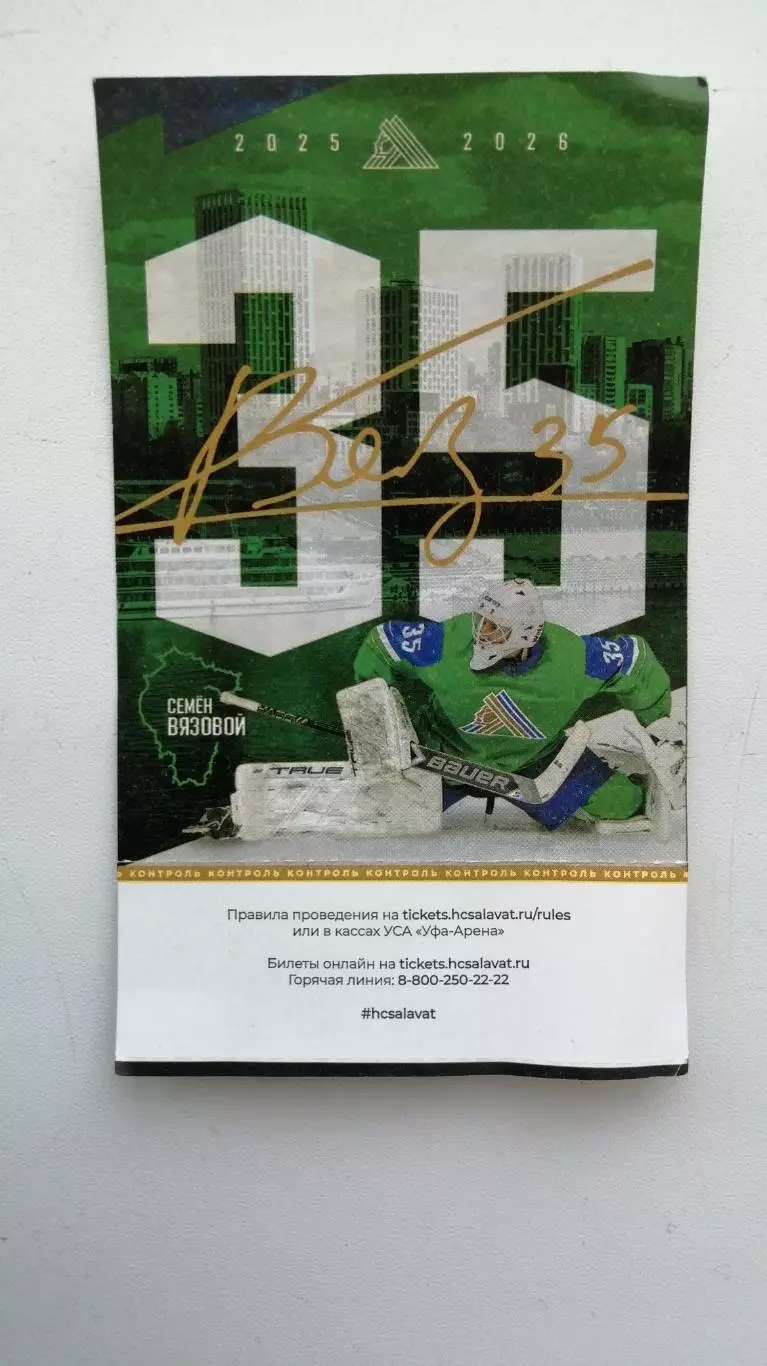 2025 2026
35
35
35
35
СЕМЁН
ВЯЗОВОЙ
TRUE
BAUER
КОНТРОЛЬ КОНТРОЛЬ КОНТРОЛЬ КОНТРОЛЬ КОНТРОЛЬ КОНТРОЛЬ КОНТРОЛЬ
Правила проведения на tickets.hcsalavat.ru/rules
или в кассах УСА «Уфа-Арена»
Билеты онлайн на tickets.hcsalavat.ru
Горячая линия: 8-800-250-22-22
#hcsalavat